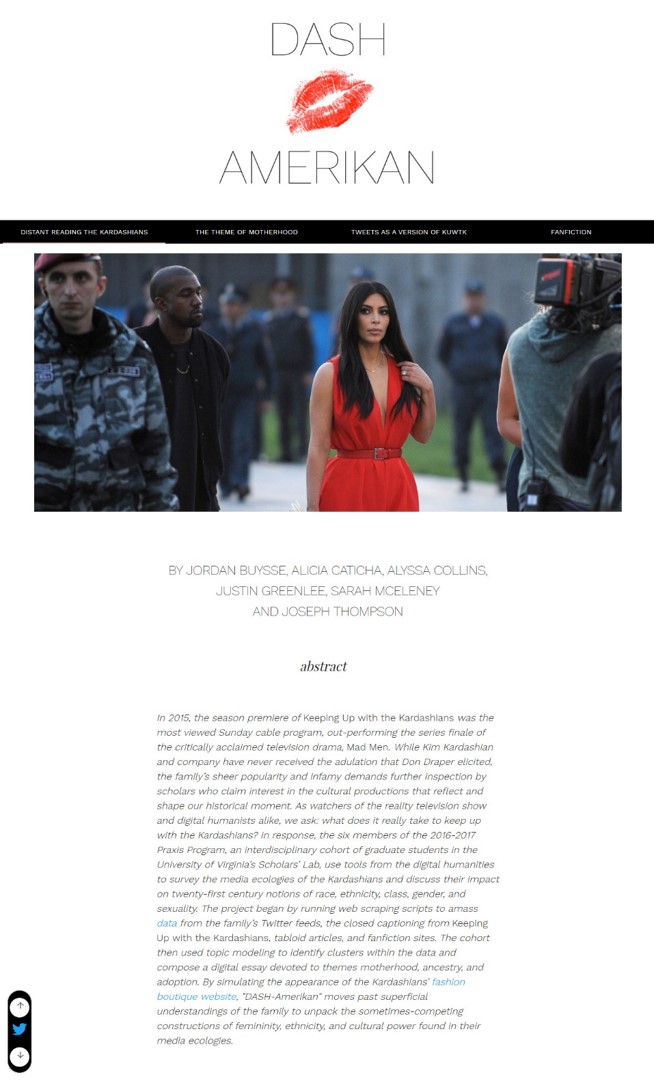 DASH
AMERIKAN
DISTANT READING THE KARDASHIANS
THE THEME OF MOTHERHOOD
TWEETS AS A VERSION OF KUWTK
FANFICTION
BY JORDAN BUYSSE, ALICIA CATICHA, ALYSSA COLLINS,
JUSTIN GREENLEE, SARAH MCELENEY
AND JOSEPH THOMPSON
abstract
In 2015, the season premiere of Keeping Up with the Kardashians was the
most viewed Sunday cable program, out-performing the series finale of
the critically acclaimed television drama, Mad Men. While Kim Kardashian
and company have never received the adulation that Don Draper elicited,
the family's sheer popularity and infamy demands further inspection by
scholars who claim interest in the cultural productions that reflect and
shape our historical moment. As watchers of the reality television show
and digital humanists alike, we ask: what does it really take to keep up
with the Kardashians? In response, the six members of the 2016-2017
Praxis Program, an interdisciplinary cohort of graduate students in the
University of Virginia's Scholars' Lab, use tools from the digital humanities
to survey the media ecologies of the Kardashians and discuss their impact
on twenty-first century notions of race, ethnicity, class, gender, and
sexuality. The project began by running web scraping scripts to amass
data from the family's Twitter feeds, the closed captioning from Keeping
Up with the Kardashians, tabloid articles, and fanfiction sites. The cohort
then used topic modeling to identify clusters within the data and
compose a digital essay devoted to themes motherhood, ancestry, and
adoption. By simulating the appearance of the Kardashians' fashion
boutique website, "DASH-Amerikan" moves past superficial
understandings of the family to unpack the sometimes-competing
constructions of femininity, ethnicity, and cultural power found in their
media ecologies.